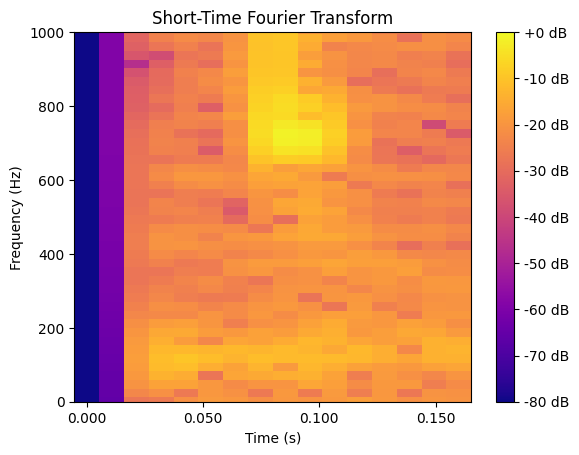 Short-Time Fourier Transform
1000
800
600
400
200
0
Frequency (Hz)
0.000
0.050
0.100
0.150
Time (s)
+0 dB
-10 dB
-20 dB
-30 dB
-40 dB
-50 dB
-60 dB
-70 dB
-80 dB